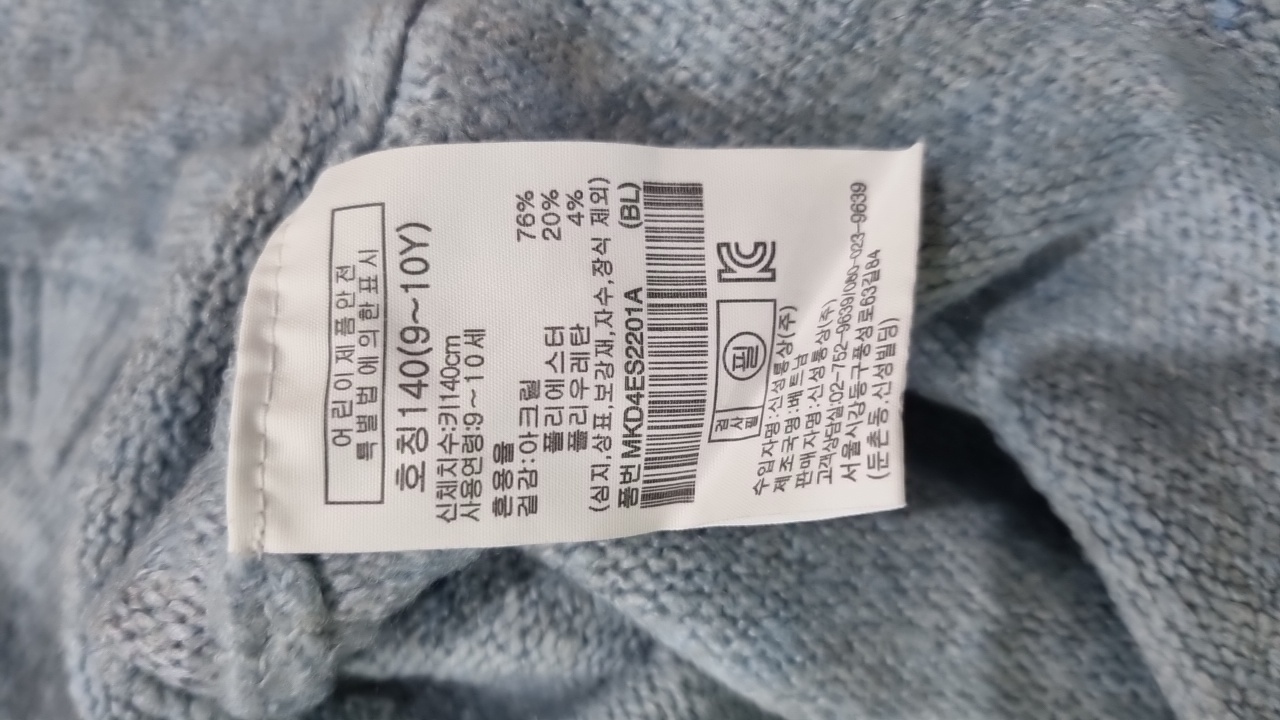 어린이제품안전
특별법에의한표시
호칭 140(9~10Y)
신체치수:키140cm
사용연령:9~10세
혼용율
겉감:아크릴 76%
폴리에스터 20%
폴리우레탄 4%
(심지,상표,보강재,자수,장식 제외)
품번 MKD4ES2201A (BL)
검사필 필
수입자명:신성통상(주)
제조국명:베트남
판매자명:신성통상(주)
고객상담실02-752-9639/080-023-9639
서울시강동구풍성로63길84
(둔촌동,신성빌딩)